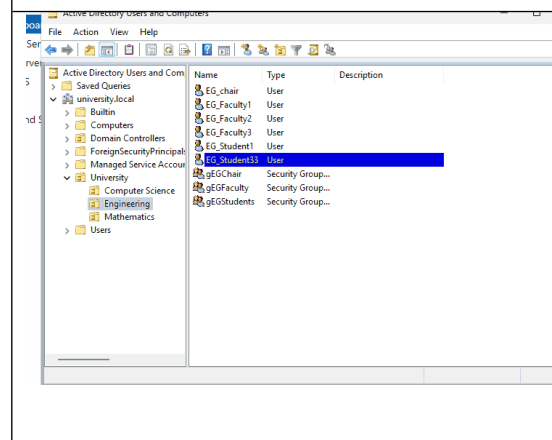 Active Directory Users and Computers
File Action View Help
Active Directory Users and Com
Saved Queries
university.local
Builtin
Computers
Domain Controllers
ForeignSecurityPrincipals
Managed Service Accour
University
Computer Science
Engineering
Mathematics
Users
Name Type Description
EG_chair User
EG_Faculty1 User
EG_Faculty2 User
EG_Faculty3 User
EG_Student1 User
EG_Student33 User
gEGChair Security Group...
gEGFaculty Security Group...
gEGStudents Security Group...